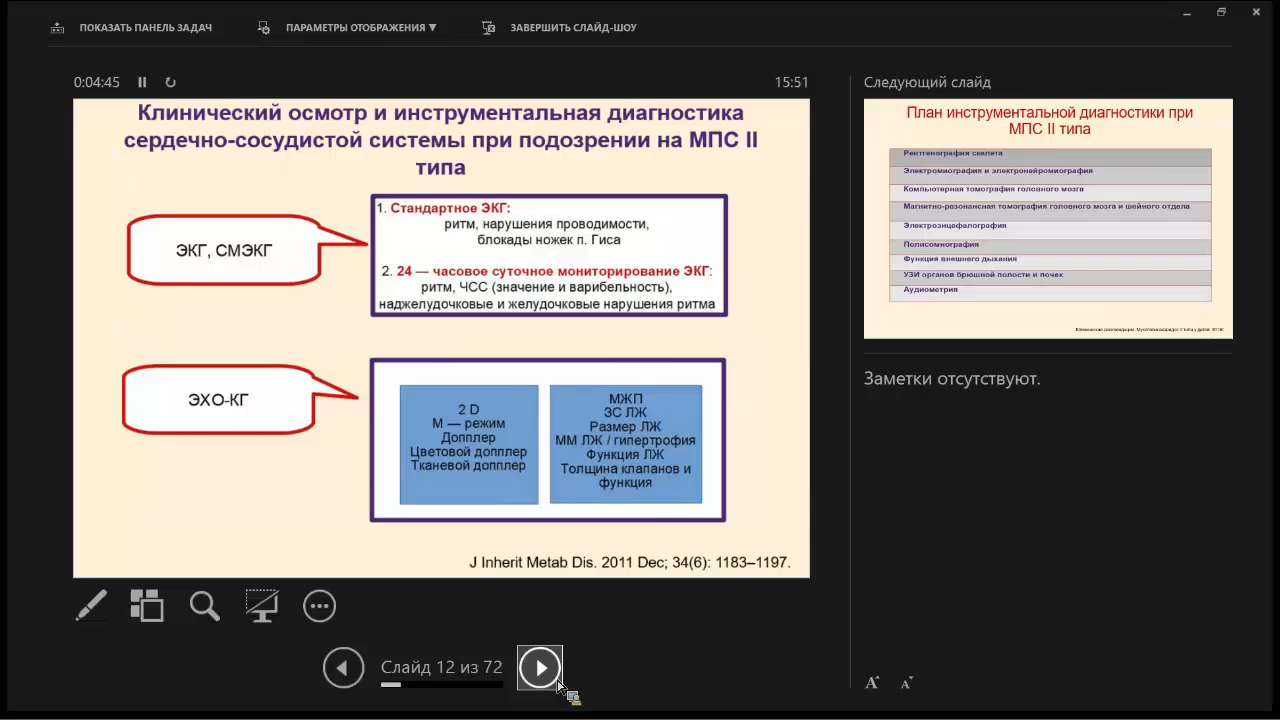 ПОКАЗАТЬ ПАНЕЛЬ ЗАДАЧ
ПАРАМЕТРЫ ОТОБРАЖЕНИЯ ▼
ЗАВЕРШИТЬ СЛАЙД-ШОУ
0:04:45
15:51
Клинический осмотр и инструментальная диагностика
сердечно-сосудистой системы при подозрении на МПС II
типа
ЭКГ, СМЭКГ
1. Стандартное ЭКГ:
ритм, нарушения проводимости,
блокады ножек п. Гиса
2. 24 — часовое суточное мониторирование ЭКГ:
ритм, ЧСС (значение и варибельность),
наджелудочковые и желудочковые нарушения ритма
ЭХО-КГ
2 D
М — режим
Допплер
Цветовой допплер
Тканевой допплер
МЖП
ЗС ЛЖ
Размер ЛЖ
ММ ЛЖ / гипертрофия
Функция ЛЖ
Толщина клапанов и
функция
J Inherit Metab Dis. 2011 Dec; 34(6): 1183–1197.
Слайд 12 из 72
Следующий слайд
План инструментальной диагностики при
МПС II типа
Рентгенография скелета
Электромиография и электронейромиография
Компьютерная томография головного мозга
Магнитно-резонансная томография головного мозга и шейного отдела
Электроэнцефалография
Полисомнография
Функция внешнего дыхания
УЗИ органов брюшной полости и почек
Аудиометрия
Заметки отсутствуют.
A A